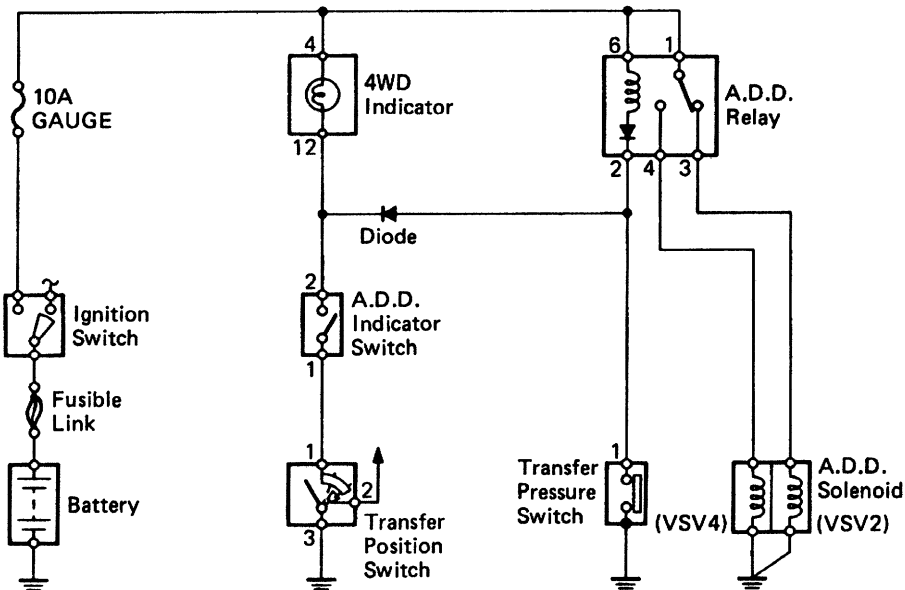 4
6
1
10A
GAUGE
4WD
Indicator
A.D.D.
Relay
12
2
4
3
Diode
2
A.D.D.
Indicator
Switch
Ignition
Switch
1
Fusible
Link
1
2
Transfer
Position
Switch
3
Battery
1
Transfer
Pressure
Switch
A.D.D.
Solenoid
(VSV4)
(VSV2)